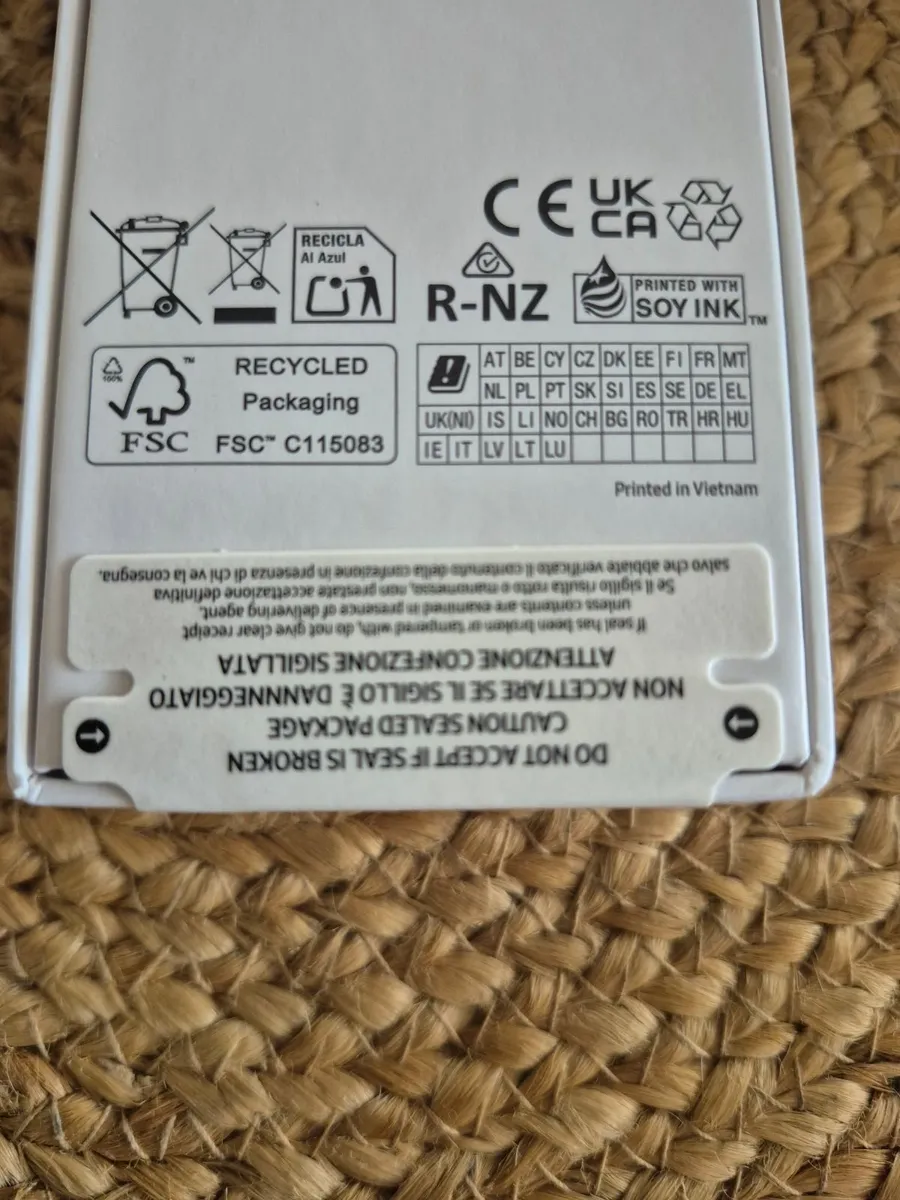 CE UK
CA
RECICLA
Al Azul
R-NZ
PRINTED WITH
SOY INK™
100%
™
FSC
RECYCLED
Packaging
FSC™ C115083
AT BE CY CZ DK EE FI FR MT
NL PL PT SK SI ES SE DE EL
UK(NI) IS LI NO CH BG RO TR HR HU
IE IT LV LT LU
Printed in Vietnam
DO NOT ACCEPT IF SEAL IS BROKEN
CAUTION SEALED PACKAGE
NON ACCETTARE SE IL SIGILLO È DANNNEGGIATO
ATTENZIONE CONFEZIONE SIGILLATA
If seal has been broken or tampered with, do not give clear receipt
unless contents are examined in presence of delivering agent.
Se il sigillo risulta rotto o manomesso, non prestate accettazione definitiva
salvo che abbiate verificato il contenuto della confezione in presenza di chi ve la consegna.